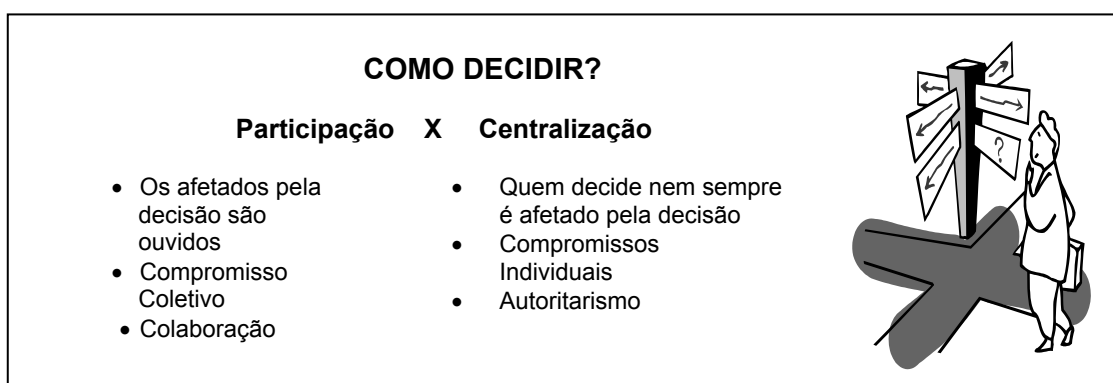 COMO DECIDIR?
Participação X Centralização
• Os afetados pela
decisão são
ouvidos
• Compromisso
Coletivo
• Colaboração
• Quem decide nem sempre
é afetado pela decisão
• Compromissos
Individuais
• Autoritarismo
?